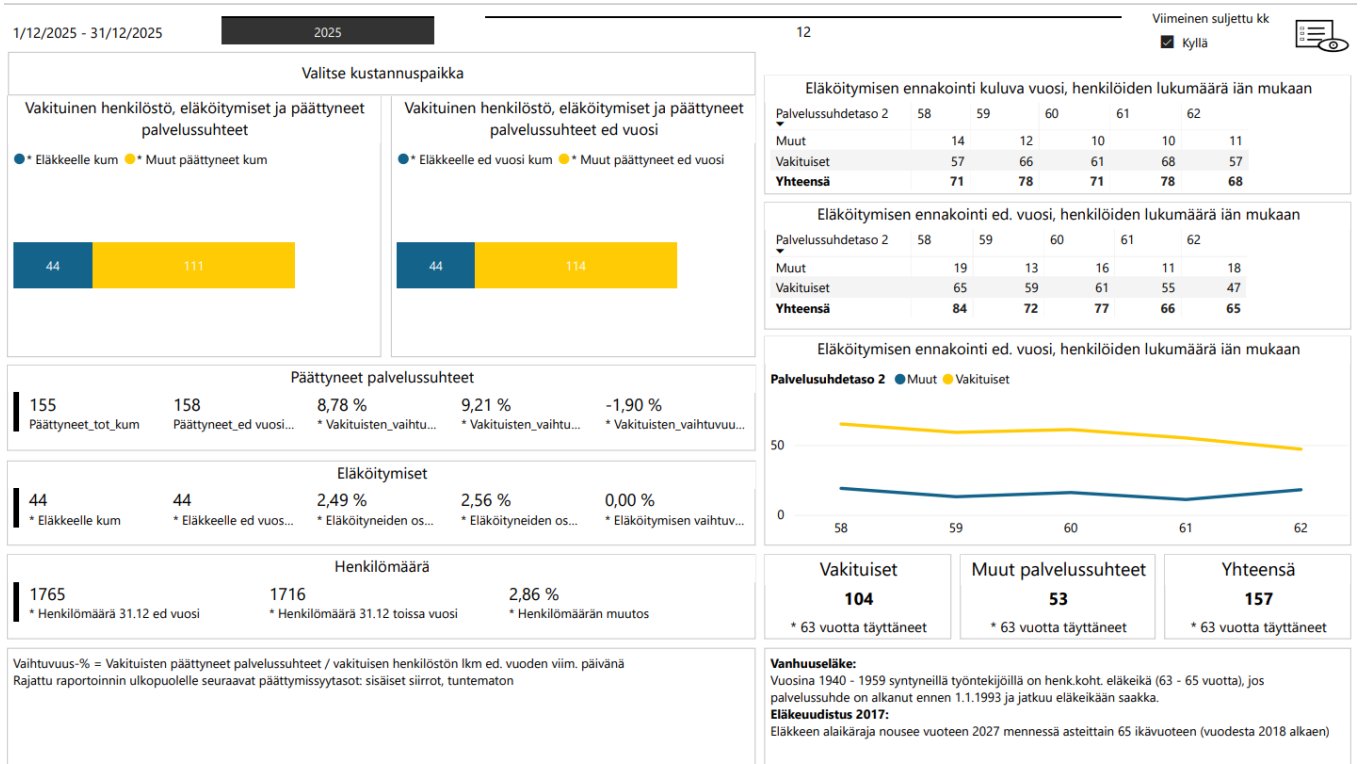 1/12/2025 - 31/12/2025
2025
12
Viimeinen suljettu kk
Kyllä
Valitse kustannuspaikka
Vakituinen henkilöstö, eläköitymiset ja päättyneet
palvelussuhteet
* Eläkkeelle kum * Muut päättyneet kum
44 111
Vakituinen henkilöstö, eläköitymiset ja päättyneet
palvelussuhteet ed vuosi
* Eläkkeelle ed vuosi kum * Muut päättyneet ed vuosi
44 114
Päättyneet palvelussuhteet
155 158 8,78 % 9,21 % -1,90 %
Päättyneet_tot_kum Päättyneet_ed vuosi... * Vakituisten_vaihtu... * Vakituisten_vaihtu... * Vakituisten_vaihtuvuu...
Eläköitymiset
44 44 2,49 % 2,56 % 0,00 %
* Eläkkeelle kum * Eläkkeelle ed vuos... * Eläköityneiden os... * Eläköityneiden os... * Eläköitymisen vaihtuv...
Henkilömäärä
1765 1716 2,86 %
* Henkilömäärä 31.12 ed vuosi * Henkilömäärä 31.12 toissa vuosi * Henkilömäärän muutos
Vaihtuvuus-% = Vakituisten päättyneet palvelussuhteet / vakituisen henkilöstön lkm ed. vuoden viim. päivänä
Rajattu raportoinnin ulkopuolelle seuraavat päättymissyytasot: sisäiset siirrot, tuntematon
Eläköitymisen ennakointi kuluva vuosi, henkilöiden lukumäärä iän mukaan
Palvelussuhdetaso 2 58 59 60 61 62
Muut 14 12 10 10 11
Vakituiset 57 66 61 68 57
Yhteensä 71 78 71 78 68
Eläköitymisen ennakointi ed. vuosi, henkilöiden lukumäärä iän mukaan
Palvelussuhdetaso 2 58 59 60 61 62
Muut 19 13 16 11 18
Vakituiset 65 59 61 55 47
Yhteensä 84 72 77 66 65
Eläköitymisen ennakointi ed. vuosi, henkilöiden lukumäärä iän mukaan
Palvelusuhdetaso 2 Muut Vakituiset
50
0
58 59 60 61 62
Vakituiset
104
* 63 vuotta täyttäneet
Muut palvelussuhteet
53
* 63 vuotta täyttäneet
Yhteensä
157
* 63 vuotta täyttäneet
Vanhuuseläke:
Vuosina 1940 - 1959 syntyneillä työntekijöillä on henk.koht. eläkeikä (63 - 65 vuotta), jos
palvelussuhde on alkanut ennen 1.1.1993 ja jatkuu eläkeikään saakka.
Eläkeuudistus 2017:
Eläkkeen alaikäraja nousee vuoteen 2027 mennessä asteittain 65 ikävuoteen (vuodesta 2018 alkaen)